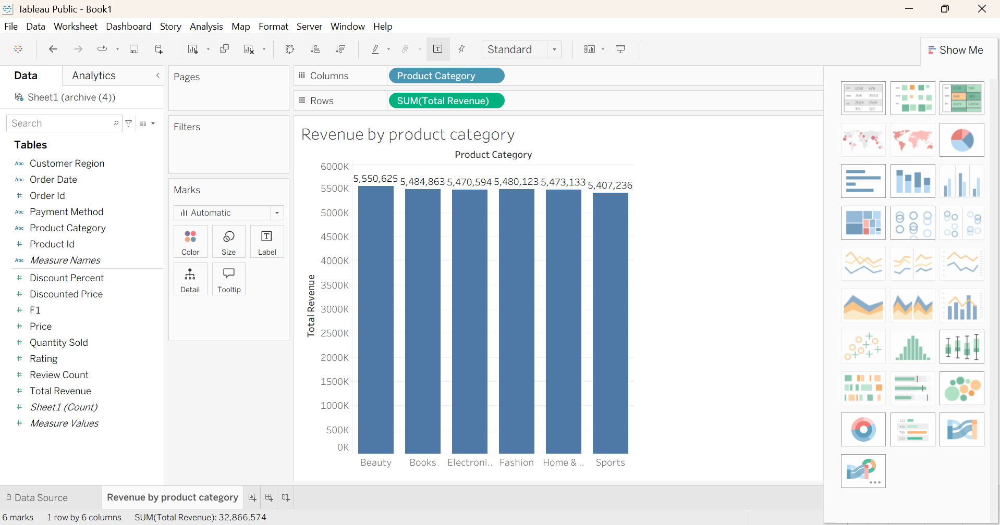 Tableau Public - Book1
File Data Worksheet Dashboard Story Analysis Map Format Server Window Help
Standard
Show Me
Data
Analytics
Sheet1 (archive (4))
Search
Tables
Abc Customer Region
Abc Order Date
# Order Id
Abc Payment Method
Abc Product Category
# Product Id
Abc Measure Names
# Discount Percent
# Discounted Price
# F1
# Price
# Quantity Sold
# Rating
# Review Count
# Total Revenue
# Sheet1 (Count)
# Measure Values
Pages
Filters
Marks
Automatic
Color
Size
Label
Detail
Tooltip
Columns
Product Category
Rows
SUM(Total Revenue)
Revenue by product category
Product Category
Total Revenue
6000K
5500K
5000K
4500K
4000K
3500K
3000K
2500K
2000K
1500K
1000K
500K
0K
5,550,625
5,484,863
5,470,594
5,480,123
5,473,133
5,407,236
Beauty
Books
Electroni..
Fashion
Home & ..
Sports
Data Source
Revenue by product category
6 marks
1 row by 6 columns
SUM(Total Revenue): 32,866,574